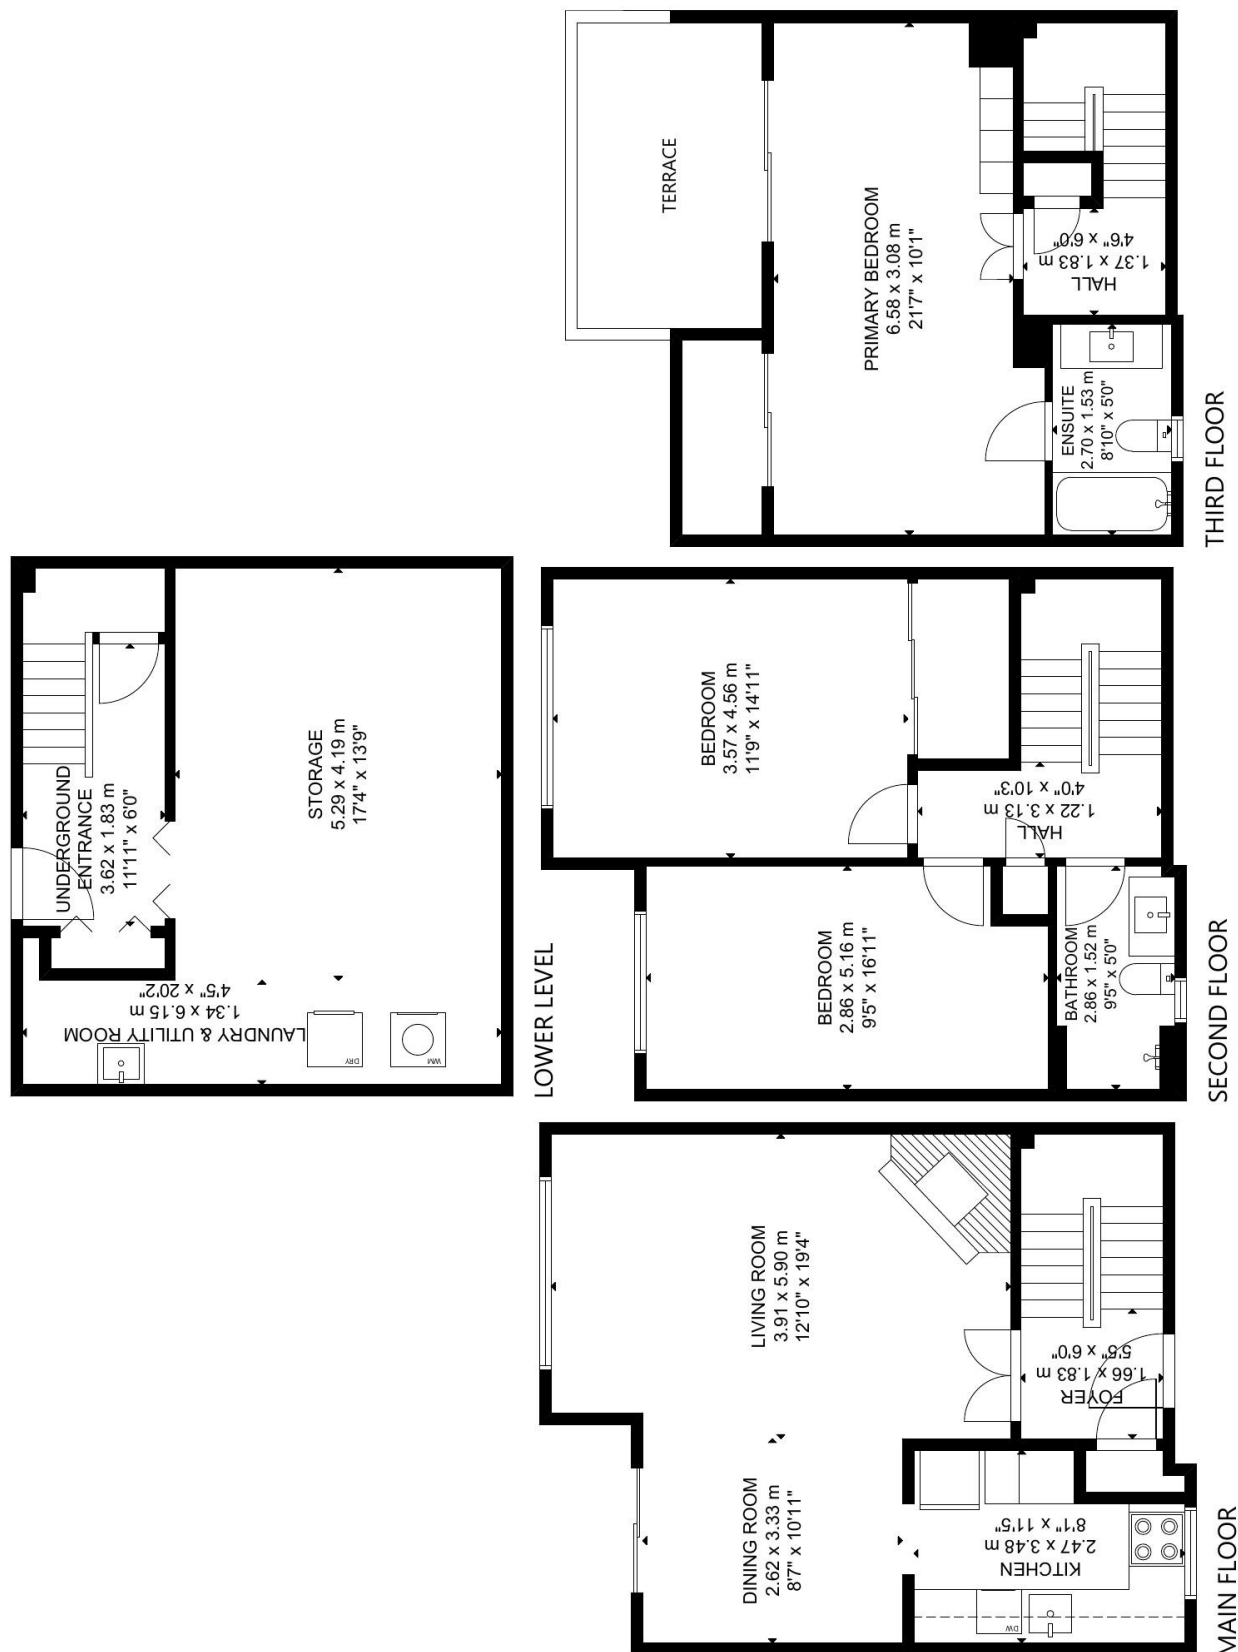 MAIN FLOOR
LIVING ROOM
3.91 x 5.90 m
12'10" x 19'4"
DINING ROOM
2.62 x 3.33 m
8'7" x 10'11"
KITCHEN
2.47 x 3.48 m
8'1" x 11'5"
DW
FOYER
1.66 x 1.83 m
5'5" x 6'0"
SECOND FLOOR
BEDROOM
3.57 x 4.56 m
11'9" x 14'11"
BEDROOM
2.86 x 5.16 m
9'5" x 16'11"
HALL
1.22 x 3.13 m
4'0" x 10'3"
BATHROOM
2.86 x 1.52 m
9'5" x 5'0"
THIRD FLOOR
TERRACE
PRIMARY BEDROOM
6.58 x 3.08 m
21'7" x 10'1"
HALL
1.37 x 1.83 m
4'6" x 6'0"
ENSUITE
2.70 x 1.53 m
8'10" x 5'0"
LOWER LEVEL
UNDERGROUND
ENTRANCE
3.62 x 1.83 m
11'11" x 6'0"
STORAGE
5.29 x 4.19 m
17'4" x 13'9"
LAUNDRY & UTILITY ROOM
1.34 x 6.15 m
4'5" x 20'2"
DRY
WM